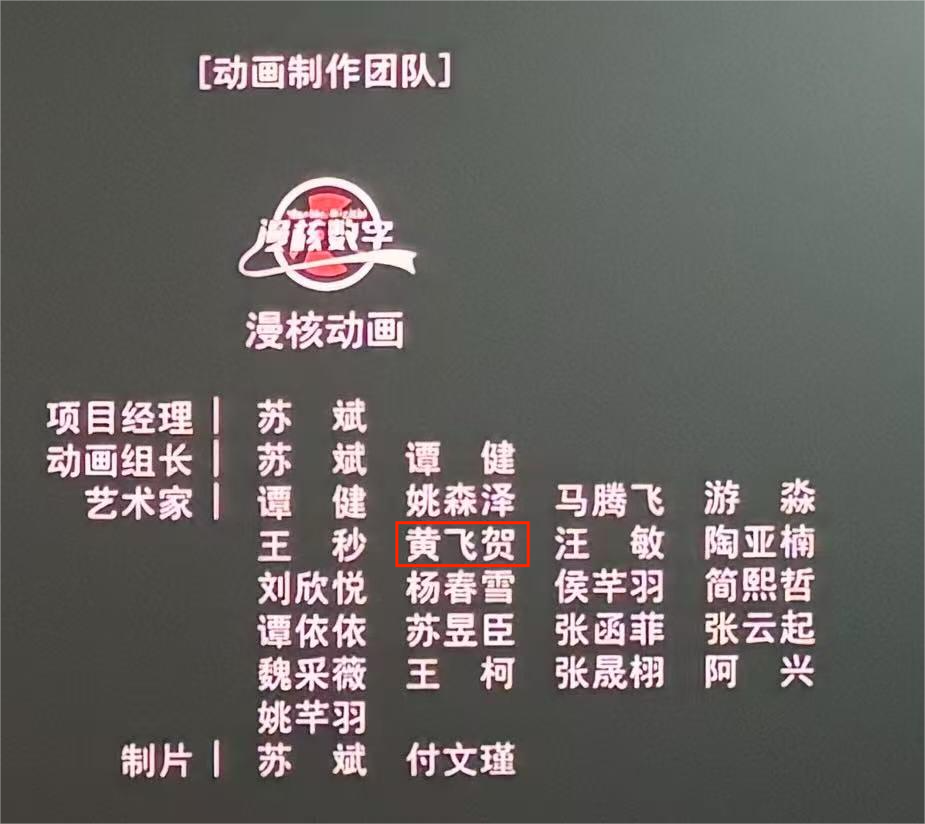 [动画制作团队]
漫核数字
漫核动画
项目经理 | 苏 斌
动画组长 | 苏 斌 谭 健
艺术家 | 谭 健 姚森泽 马腾飞 游 淼
王 秒 黄飞贺 汪 敏 陶亚楠
刘欣悦 杨春雪 侯芊羽 简熙哲
谭依依 苏昱臣 张函菲 张云起
魏采薇 王 柯 张晟栩 阿 兴
姚芊羽
制片 | 苏 斌 付文瑾